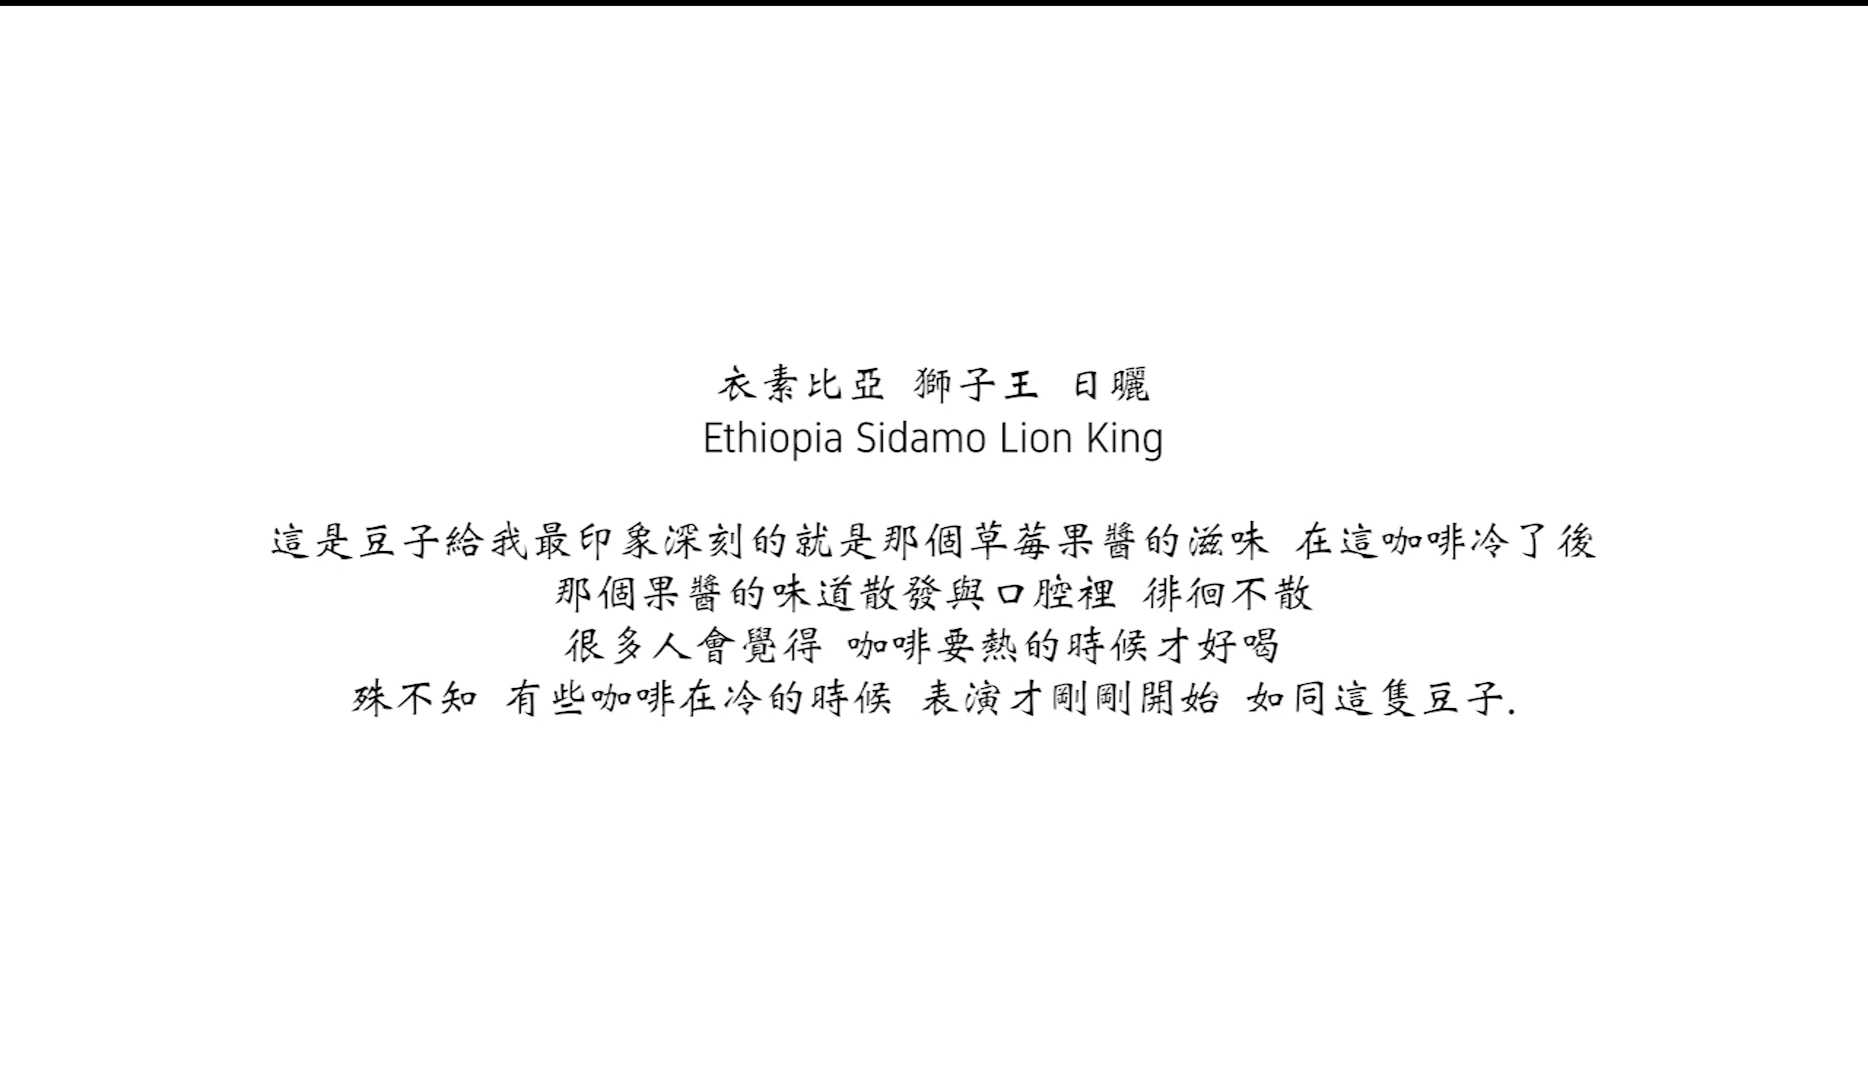 衣素比亞 獅子王 日曬
Ethiopia Sidamo Lion King
這是豆子給我最印象深刻的就是那個草莓果醬的滋味 在這咖啡冷了後
那個果醬的味道散發與口腔裡 徘徊不散
很多人會覺得 咖啡要熱的時候才好喝
殊不知 有些咖啡在冷的時候 表演才剛剛開始 如同這隻豆子.